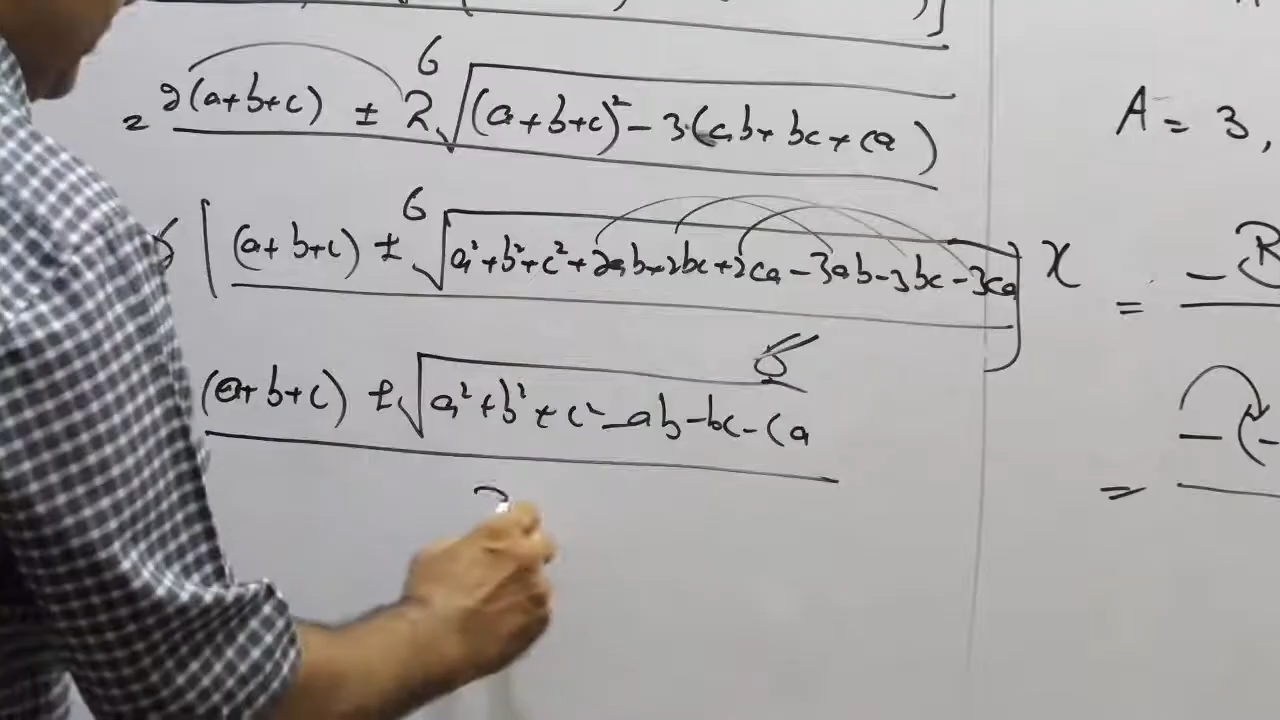 = 2(a+b+c) ± 2√(a+b+c)² - 3(ab+bc+ca)
6
[(a+b+c) ± √a²+b²+c²+2ab+2bc+2ca-3ab-3bc-3ca]
6
(a+b+c) ± √a²+b²+c²-ab-bc-ca
A = 3,
x
= -B
= -(-